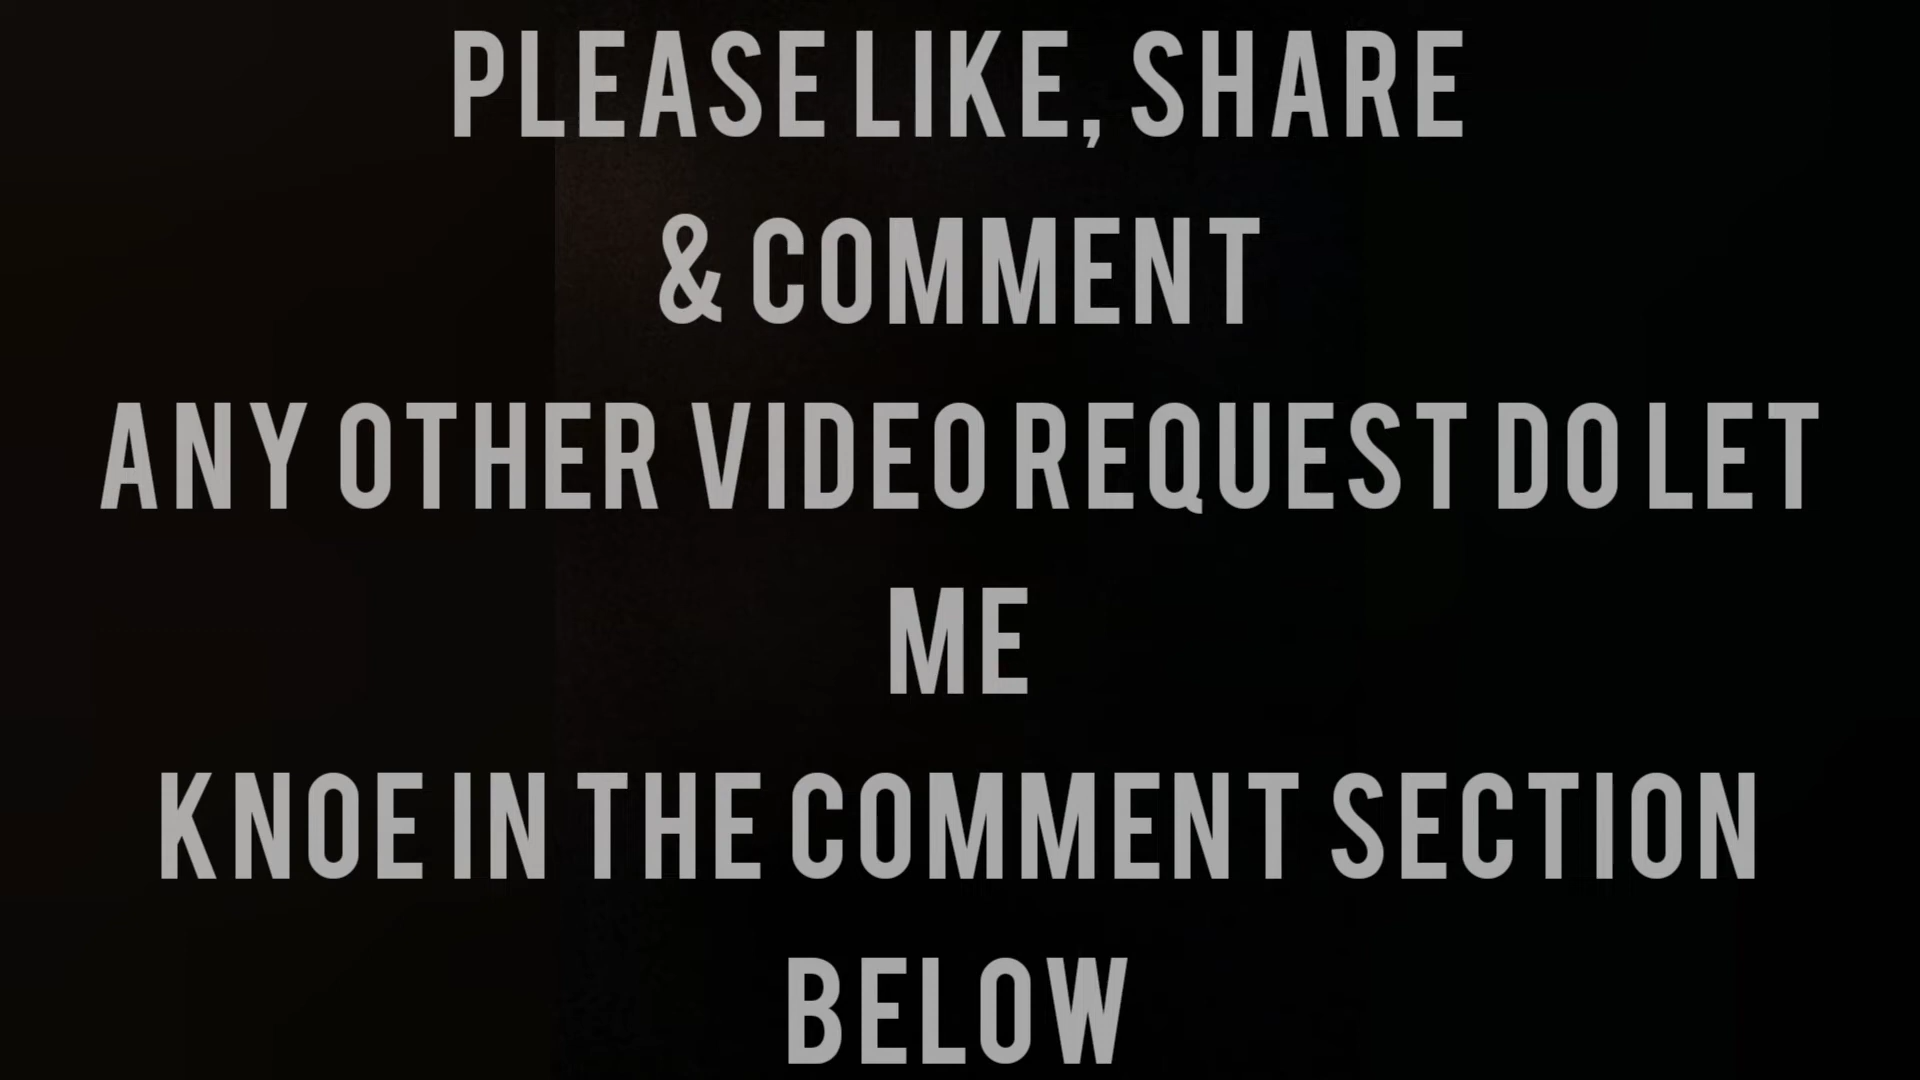 PLEASE LIKE, SHARE
& COMMENT
ANY OTHER VIDEO REQUEST DO LET
ME
KNOE IN THE COMMENT SECTION
BELOW